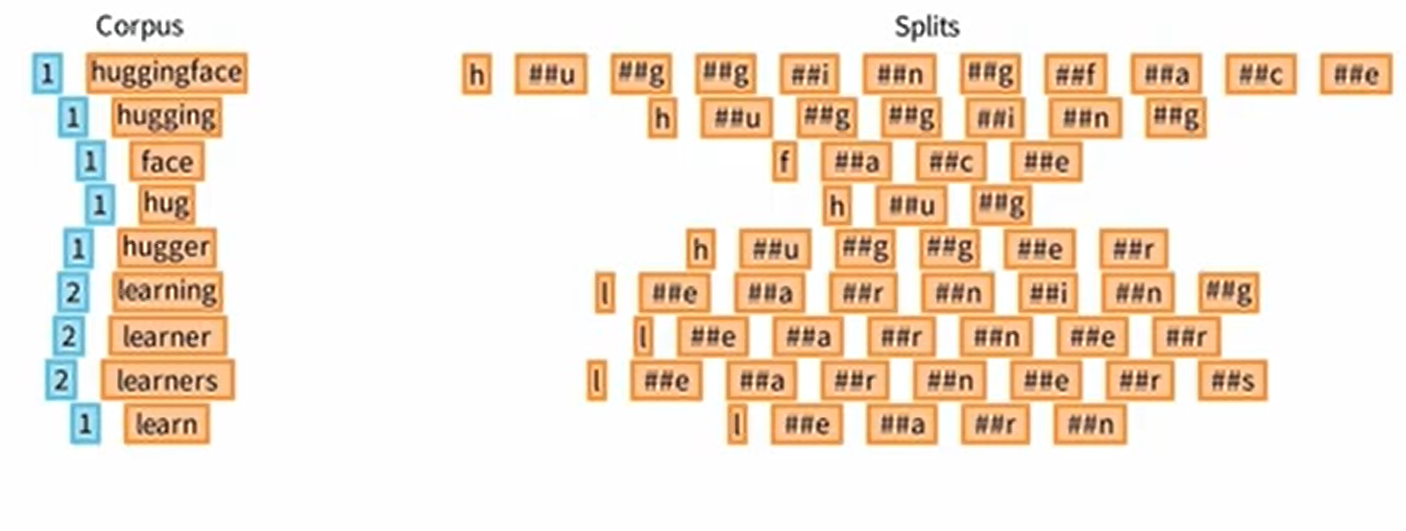 Corpus Splits
1 huggingface h ##u ##g ##g ##i ##n ##g ##f ##a ##c ##e
1 hugging h ##u ##g ##g ##i ##n ##g
1 face f ##a ##c ##e
1 hug h ##u ##g
1 hugger h ##u ##g ##g ##e ##r
2 learning l ##e ##a ##r ##n ##i ##n ##g
2 learner l ##e ##a ##r ##n ##e ##r
2 learners l ##e ##a ##r ##n ##e ##r ##s
1 learn l ##e ##a ##r ##n